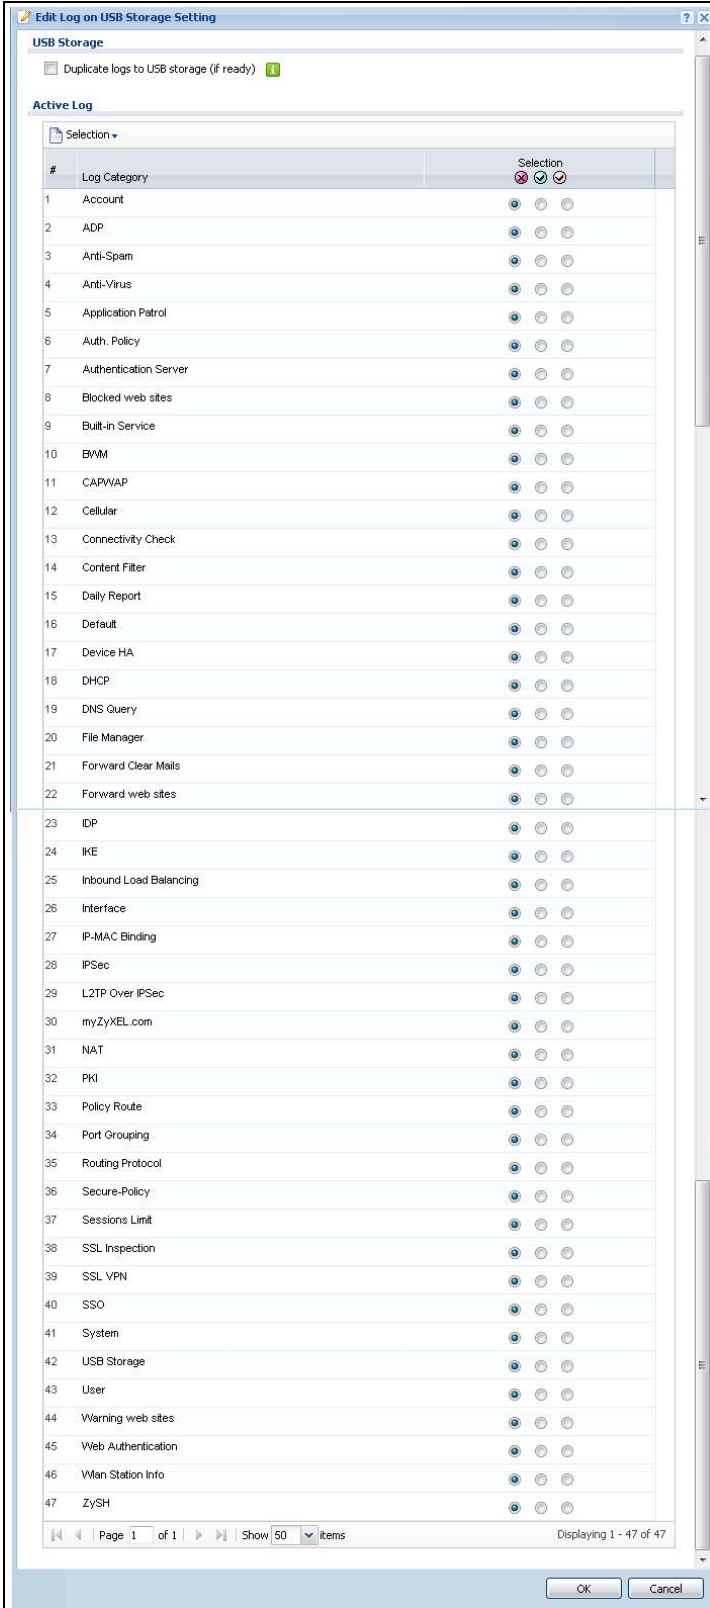 Edit Log on USB Storage Setting
USB Storage
Duplicate logs to USB storage (if ready)
Active Log
Selection
# Log Category Selection
1 Account
2 ADP
3 Anti-Spam
4 Anti-Virus
5 Application Patrol
6 Auth. Policy
7 Authentication Server
8 Blocked web sites
9 Built-in Service
10 BWM
11 CAPWAP
12 Cellular
13 Connectivity Check
14 Content Filter
15 Daily Report
16 Default
17 Device HA
18 DHCP
19 DNS Query
20 File Manager
21 Forward Clear Mails
22 Forward web sites
23 IDP
24 IKE
25 Inbound Load Balancing
26 Interface
27 IP-MAC Binding
28 IPSec
29 L2TP Over IPSec
30 myZyXEL.com
31 NAT
32 PKI
33 Policy Route
34 Port Grouping
35 Routing Protocol
36 Secure-Policy
37 Sessions Limit
38 SSL Inspection
39 SSL VPN
40 SSO
41 System
42 USB Storage
43 User
44 Warning web sites
45 Web Authentication
46 Wlan Station Info
47 ZySH
Page 1 of 1 Show 50 items Displaying 1 - 47 of 47
OK Cancel